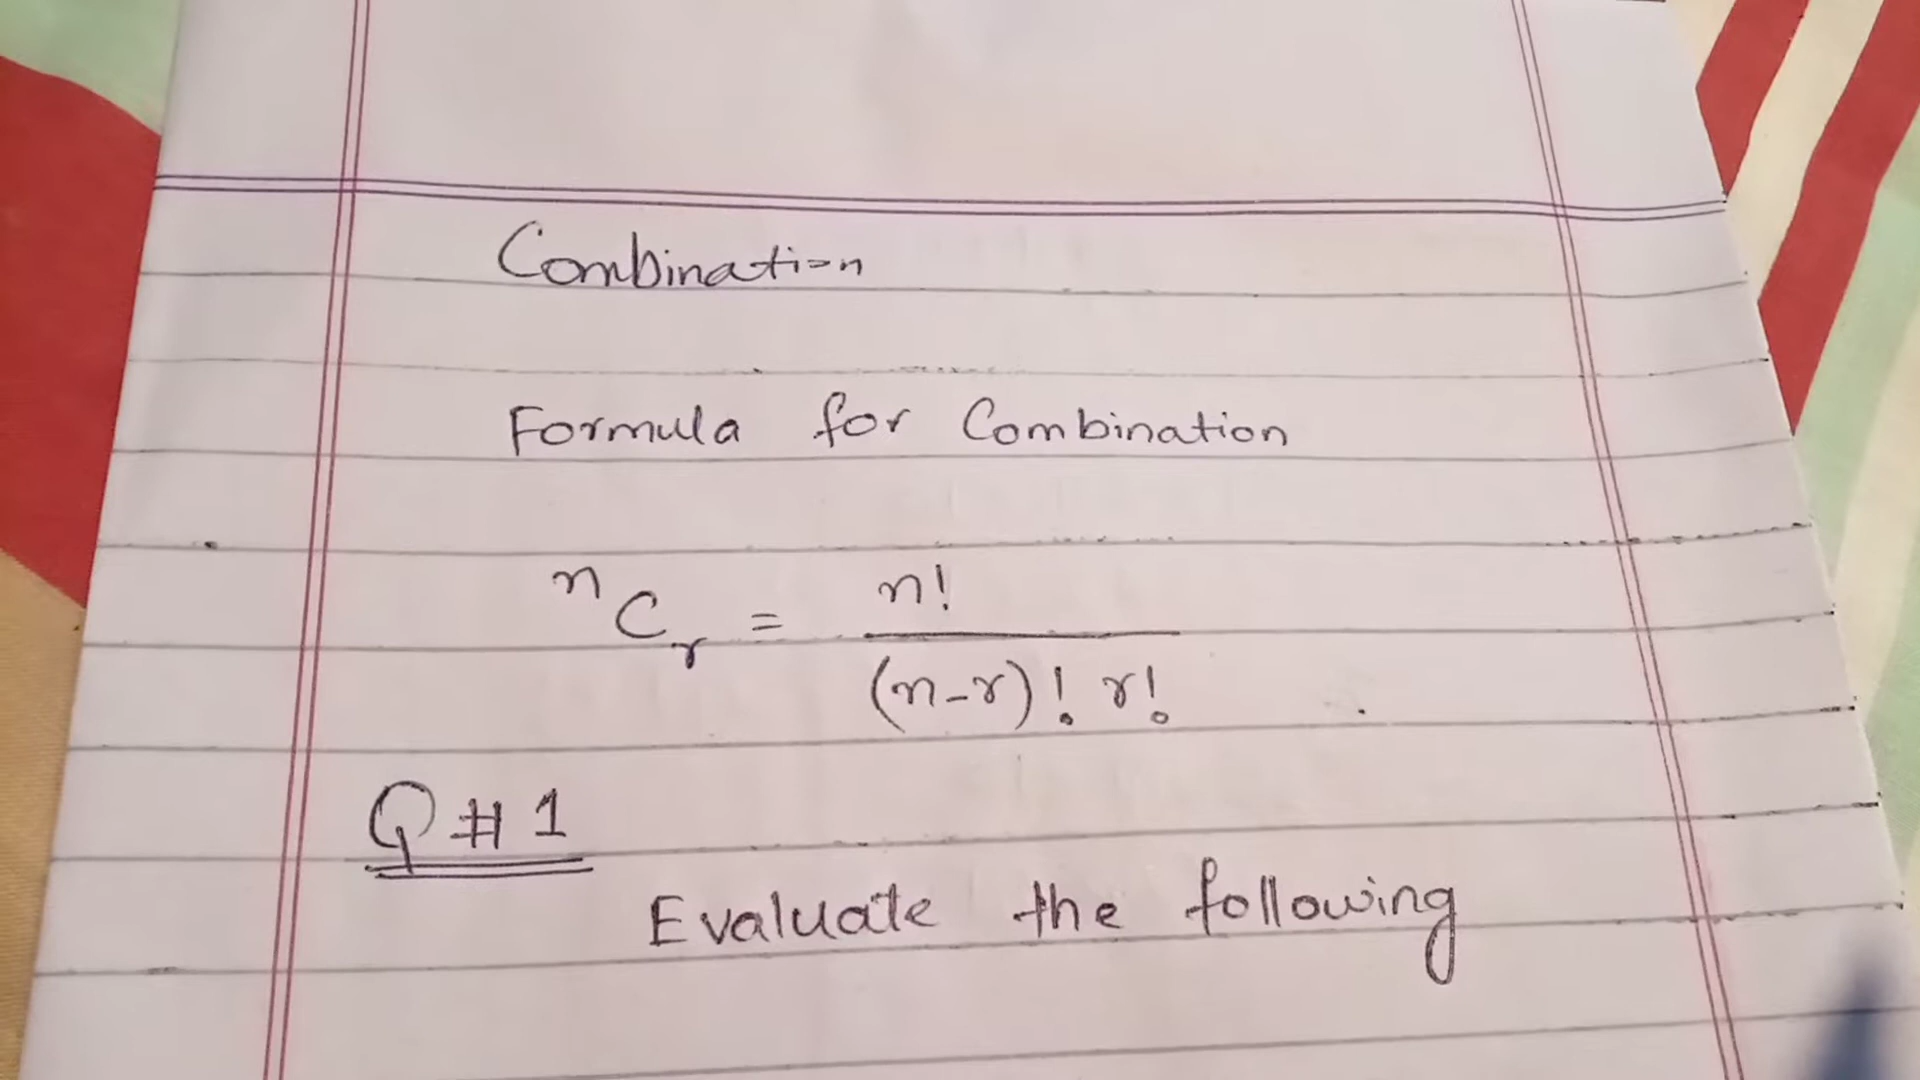 Combination
Formula for Combination
ⁿCᵣ = n! / (n-r)! r!
Q#1
Evaluate the following